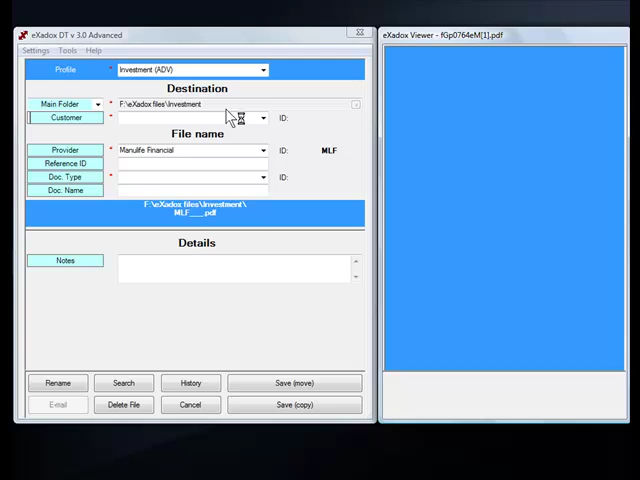 eXadox DT v 3.0 Advanced
Settings Tools Help
Profile * Investment (ADV)
Destination
Main Folder * F:\eXadox files\Investment
Customer * ID:
File name
Provider * Manulife Financial ID: MLF
Reference ID
Doc. Type * ID:
Doc. Name
F:\eXadox files\Investment\
MLF___.pdf
Details
Notes
Rename Search History Save (move)
E-mail Delete File Cancel Save (copy)
eXadox Viewer - fGp0764eM[1].pdf